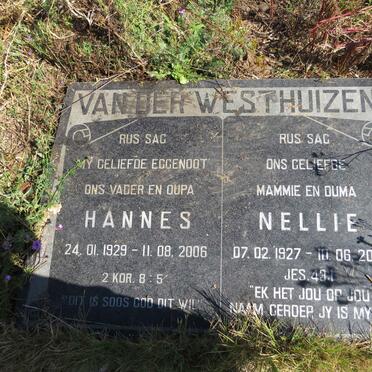 VAN DER WESTHUIZEN
RUS SAG
MY GELIEFDE EGGENOOT
ONS VADER EN OUPA
HANNES
24. 01. 1929 - 11. 08. 2006
2 KOR. 8 : 5
"DIT IS SOOS GOD DIT WIL"
RUS SAG
ONS GELIEFDE
MAMMIE EN OUMA
NELLIE
07. 02. 1927 - 10. 06.
JES.
"EK HET JOU OP JOU
NAAM GEROEP, JY IS MY